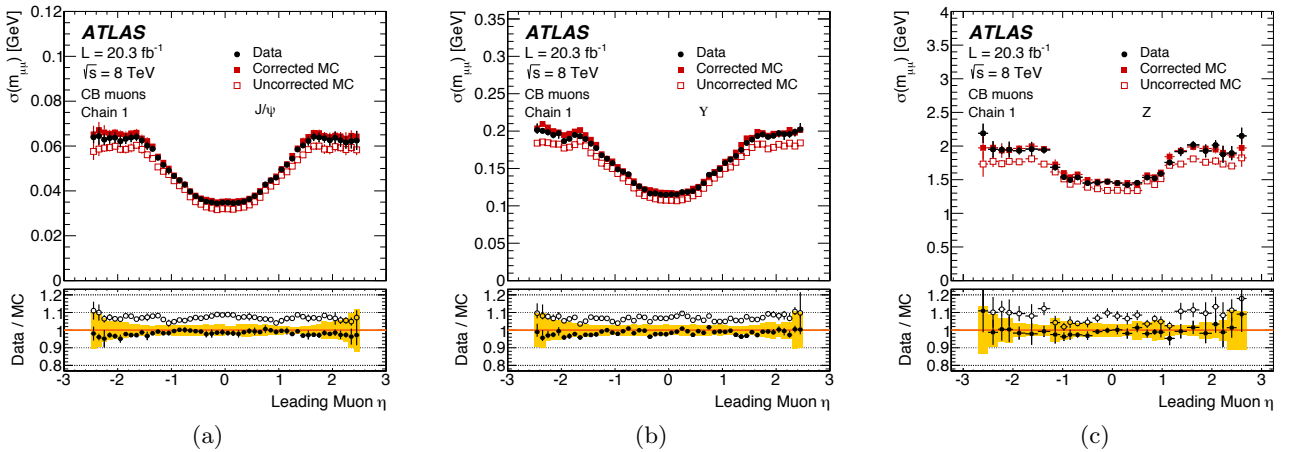 σ(m_μμ) [GeV]
0.12
0.1
0.08
0.06
0.04
0.02
0
ATLAS
L = 20.3 fb⁻¹
√s = 8 TeV
CB muons
Chain 1
Data
Corrected MC
Uncorrected MC
J/ψ
Data / MC
1.2
1.1
1
0.9
0.8
-3 -2 -1 0 1 2 3
Leading Muon η
(a)
σ(m_μμ) [GeV]
0.35
0.3
0.25
0.2
0.15
0.1
0.05
0
ATLAS
L = 20.3 fb⁻¹
√s = 8 TeV
CB muons
Chain 1
Data
Corrected MC
Uncorrected MC
Υ
Data / MC
1.2
1.1
1
0.9
0.8
-3 -2 -1 0 1 2 3
Leading Muon η
(b)
σ(m_μμ) [GeV]
4
3.5
3
2.5
2
1.5
1
0.5
0
ATLAS
L = 20.3 fb⁻¹
√s = 8 TeV
CB muons
Chain 1
Data
Corrected MC
Uncorrected MC
Z
Data / MC
1.2
1.1
1
0.9
0.8
-3 -2 -1 0 1 2 3
Leading Muon η
(c)